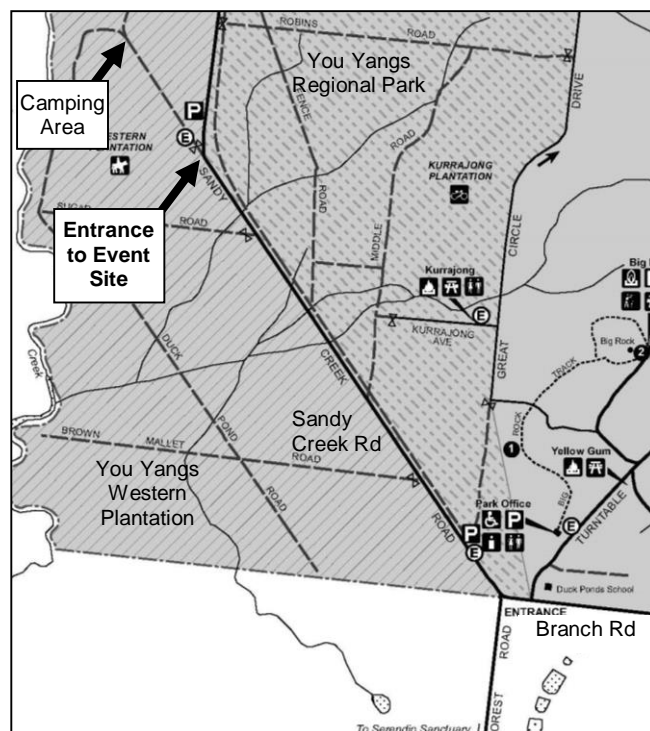 ROBINS
ROAD
You Yangs
Regional Park
DRIVE
Camping
Area
P
FENCE
E
WESTERN
PLANTATION
ROAD
KURRAJONG
PLANTATION
SANDY
Entrance
to Event
Site
SUGAR
ROAD
ROAD
MIDDLE
CIRCLE
Kurrajong
E
Big
KURRAJONG
AVE
Big Rock
2
Creek
DUCK
CREEK
GREAT
TRACK
Sandy
Creek Rd
ROCK
1
BROWN
MALLET
ROAD
POND
Yellow Gum
You Yangs
Western
Plantation
ROAD
BIG
TURNTABLE
Park Office
P
P
E
ROAD
E
Duck Ponds School
ENTRANCE
Branch Rd
ROAD
FOREST
To Serendip Sanctuary